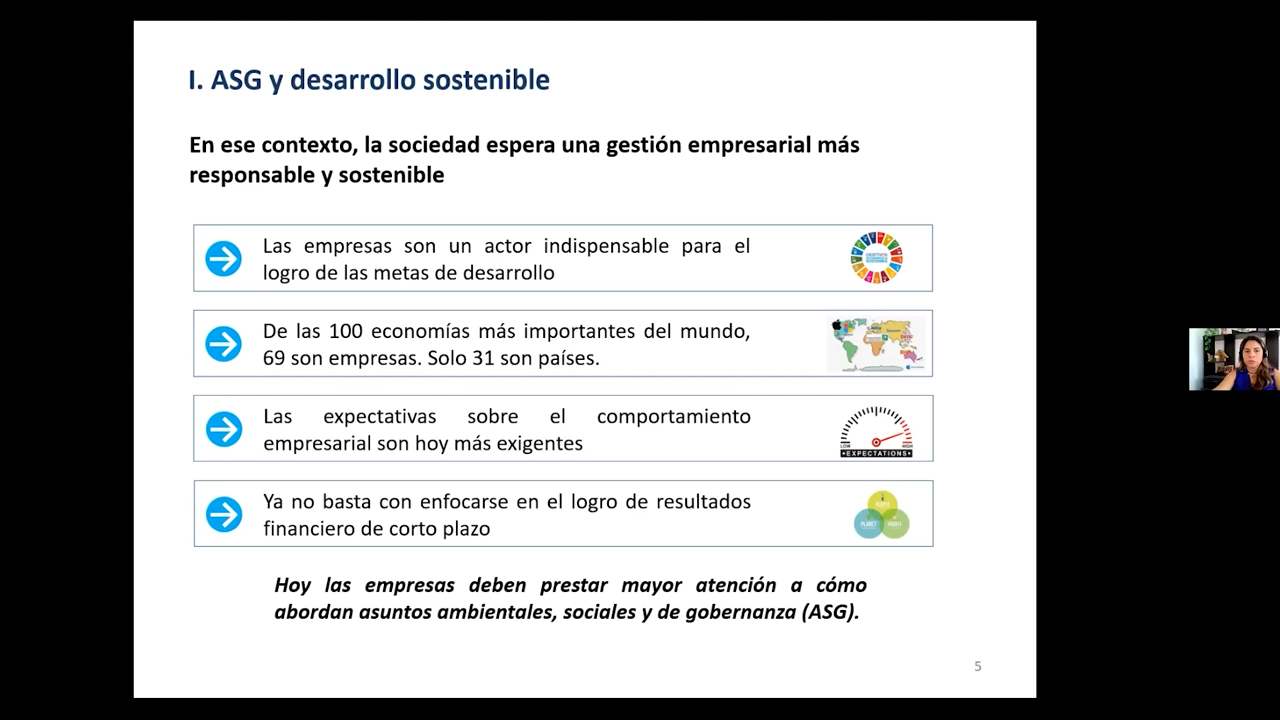 I. ASG y desarrollo sostenible
En ese contexto, la sociedad espera una gestión empresarial más
responsable y sostenible
Las empresas son un actor indispensable para el
logro de las metas de desarrollo
De las 100 economías más importantes del mundo,
69 son empresas. Solo 31 son países.
Las expectativas sobre el comportamiento
empresarial son hoy más exigentes
LOW HIGH
EXPECTATIONS
Ya no basta con enfocarse en el logro de resultados
financiero de corto plazo
PLANET
Hoy las empresas deben prestar mayor atención a cómo
abordan asuntos ambientales, sociales y de gobernanza (ASG).
5